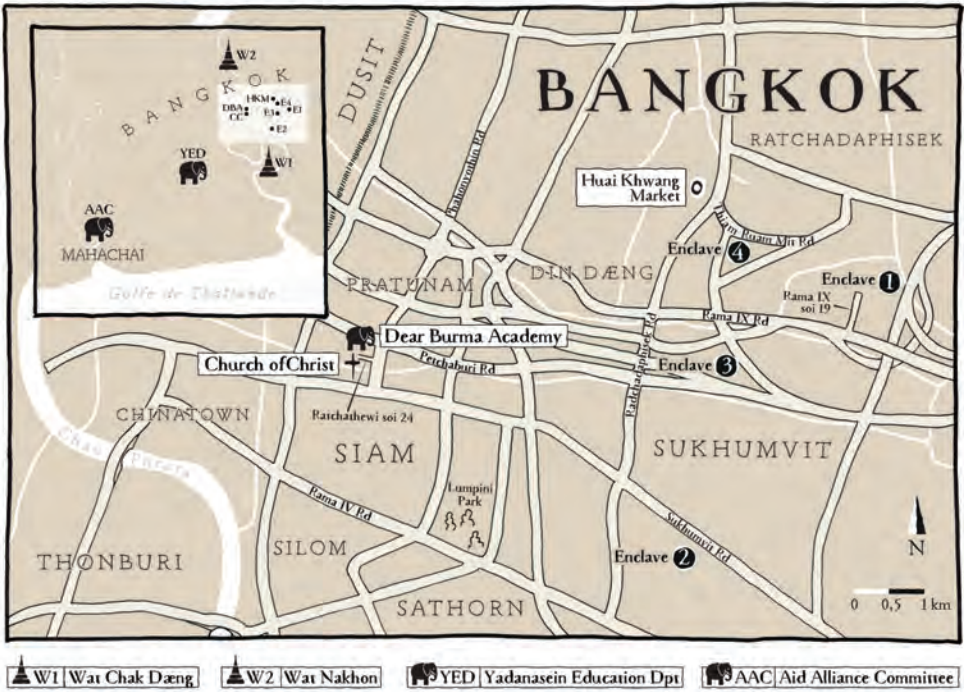 W2
BANGKOK
HKM
E4
DBA
E1
CC
E3
E2
YED
W1
AAC
MAHACHAI
Golfe de Thaïlande
DUSIT
BANGKOK
RATCHADAPHISEK
Phahonyothin Rd
Huai Khwang
Market
Thiam Ruam Mit Rd
Enclave 4
PRATUNAM
DIN DÆNG
Enclave 1
Rama IX
soi 19
Rama IX Rd
Dear Burma Academy
Church of Christ
Petchaburi Rd
Ratchadaphisek Rd
Enclave 3
Ratchathewi soi 24
CHINATOWN
Chao Phraya
SIAM
SUKHUMVIT
Lumpini
Park
Rama IV Rd
Sukhumvit Rd
N
THONBURI
SILOM
Enclave 2
SATHORN
0 0,5 1 km
W1 Wat Chak Dæng W2 Wat Nakhon YED Yadanasein Education Dpt AAC Aid Alliance Committee